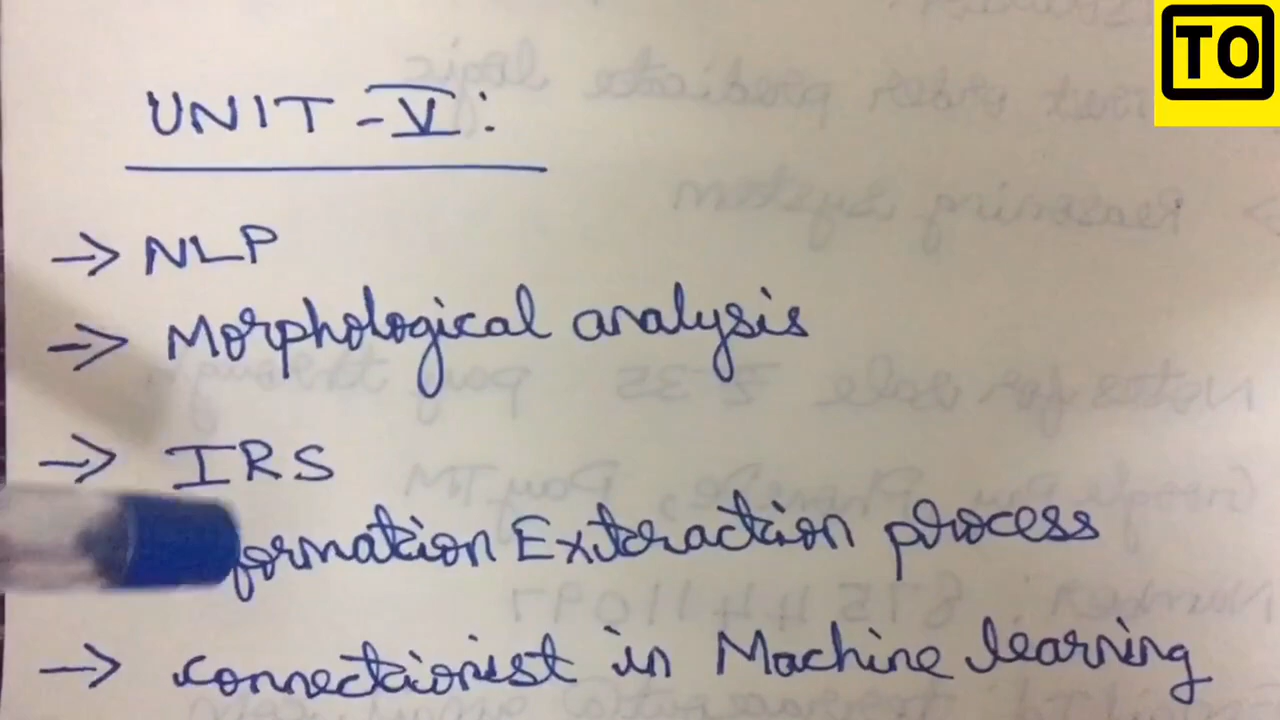 TO
UNIT - V:
→ NLP
→ Morphological analysis
→ IRS
formation Extraction process
→ connectionist in Machine learning